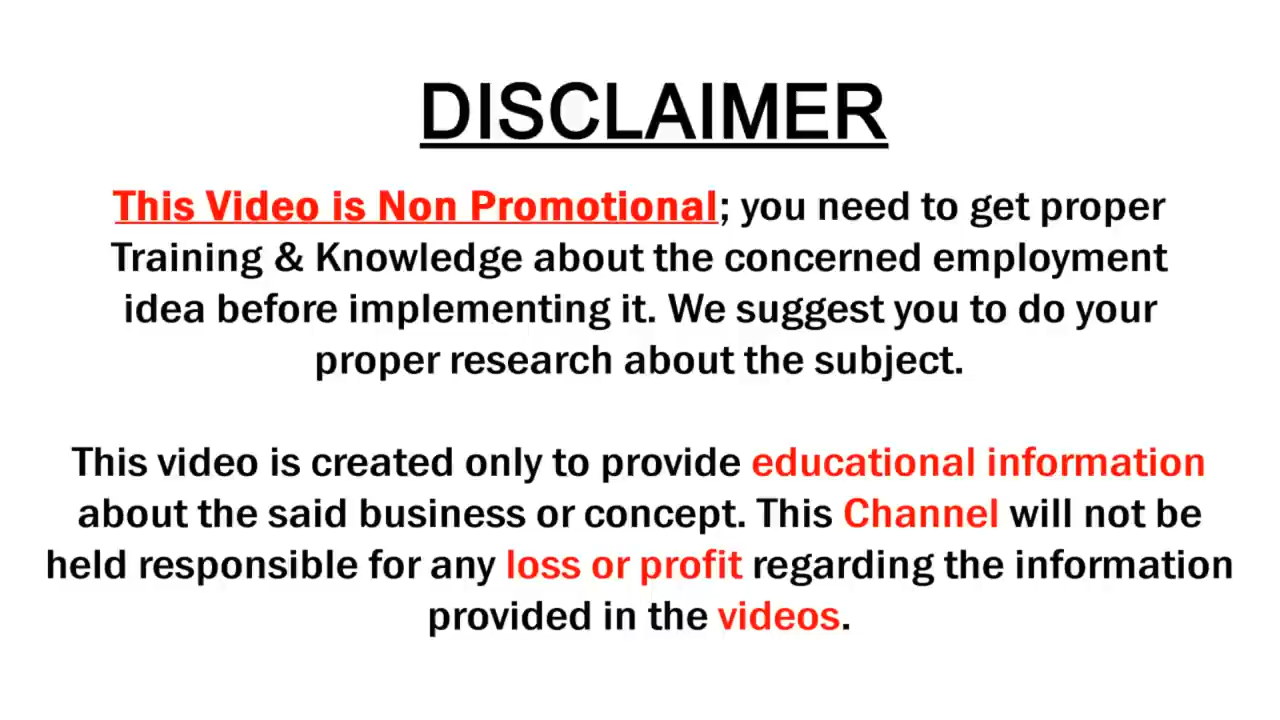 DISCLAIMER
This Video is Non Promotional; you need to get proper
Training & Knowledge about the concerned employment
idea before implementing it. We suggest you to do your
proper research about the subject.
This video is created only to provide educational information
about the said business or concept. This Channel will not be
held responsible for any loss or profit regarding the information
provided in the videos.